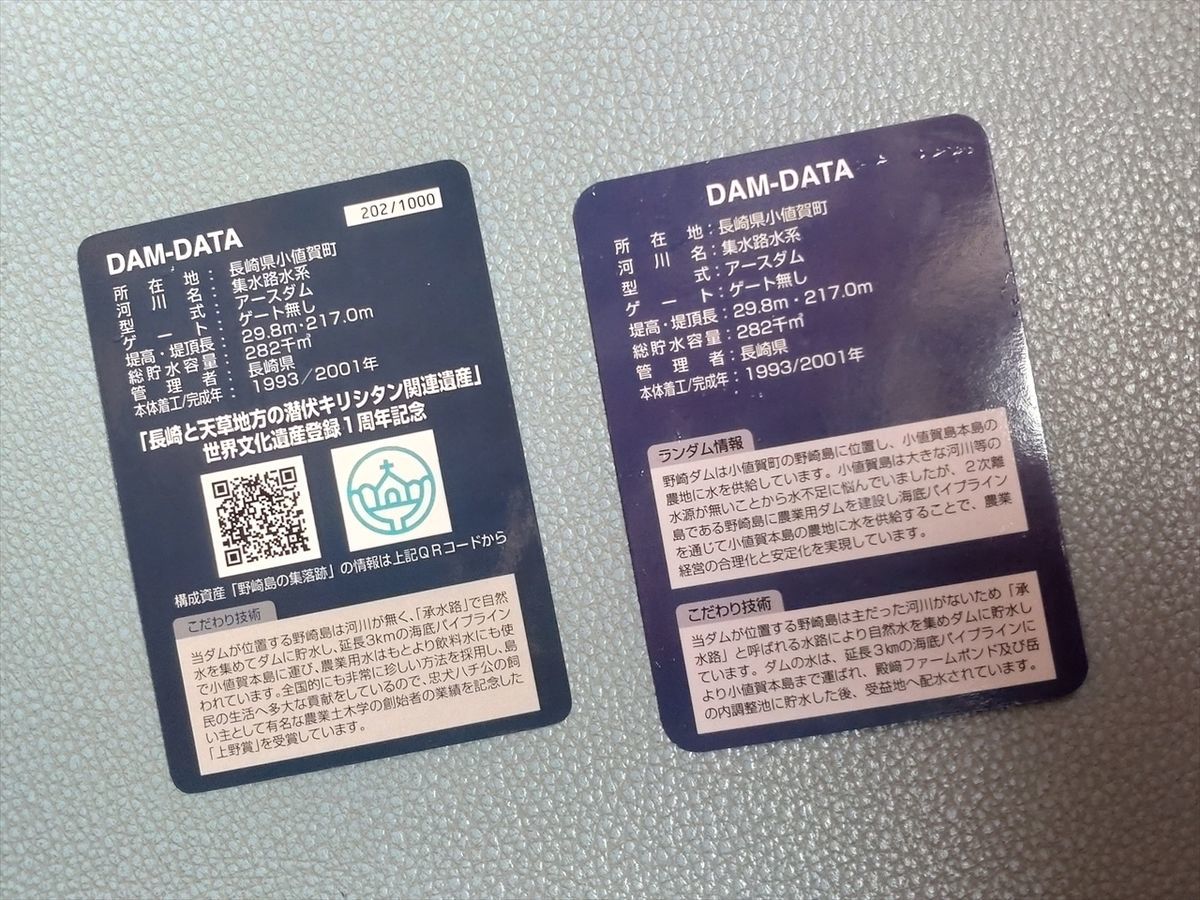 202/1000
DAM-DATA
所在地：長崎県小値賀町
河川名：集水路水系
型式：アースダム
ゲート：ゲート無し
堤高・堤頂長：29.8m・217.0m
総貯水容量：282千㎥
管理者：長崎県
本体着工/完成年：1993／2001年
「長崎と天草地方の潜伏キリシタン関連遺産」
世界文化遺産登録１周年記念
構成資産「野崎島の集落跡」の情報は上記QRコードから
こだわり技術
当ダムが位置する野崎島は河川が無く、「承水路」で自然
水を集めてダムに貯水し、延長3kmの海底パイプライン
で小値賀本島に運び、農業用水はもとより飲料水にも使
われています。全国的にも非常に珍しい方法を採用し、島
民の生活へ多大な貢献をしているので、忠犬ハチ公の飼
い主として有名な農業土木学の創始者の業績を記念した
「上野賞」を受賞しています。
DAM-DATA
所在地：長崎県小値賀町
河川名：集水路水系
型式：アースダム
ゲート：ゲート無し
堤高・堤頂長：29.8m・217.0m
総貯水容量：282千㎥
管理者：長崎県
本体着工/完成年：1993/2001年
ランダム情報
野崎ダムは小値賀町の野崎島に位置し、小値賀島本島の
農地に水を供給しています。小値賀島は大きな河川等の
水源が無いことから水不足に悩んでいましたが、２次離
島である野崎島に農業用ダムを建設し海底パイプライン
を通じて小値賀本島の農地に水を供給することで、農業
経営の合理化と安定化を実現しています。
こだわり技術
当ダムが位置する野崎島は主だった河川がないため「承
水路」と呼ばれる水路により自然水を集めダムに貯水し
ています。ダムの水は、延長３kmの海底パイプラインに
より小値賀本島まで運ばれ、殿崎ファームポンド及び岳
の内調整池に貯水した後、受益地へ配水されています。